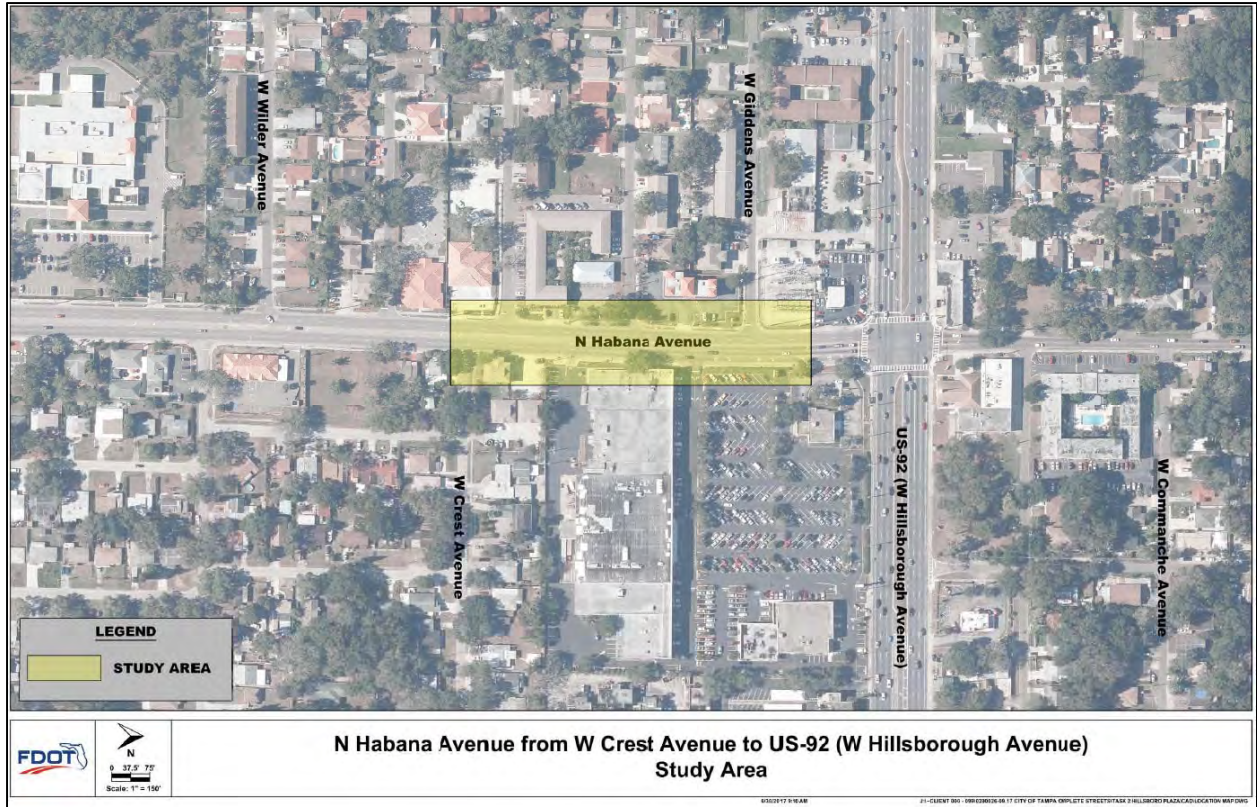 W Wilder Avenue
W Giddens Avenue
N Habana Avenue
W Crest Avenue
US-92 (W Hillsborough Avenue)
W Commanche Avenue
LEGEND
STUDY AREA
FDOT
N
0 37.5' 75'
Scale: 1" = 150'
N Habana Avenue from W Crest Avenue to US-92 (W Hillsborough Avenue)
Study Area